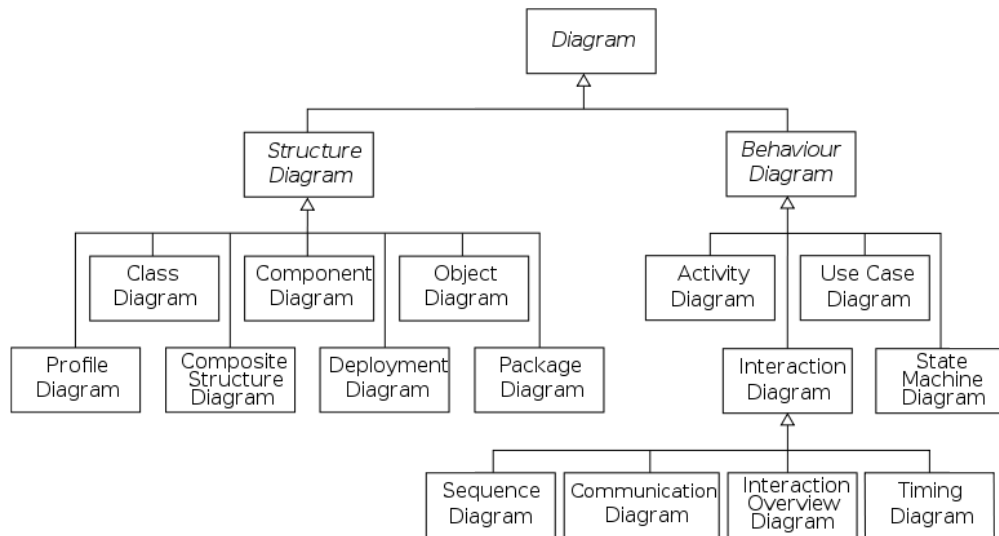 Diagram
Structure
Diagram
Behaviour
Diagram
Class
Diagram
Component
Diagram
Object
Diagram
Activity
Diagram
Use Case
Diagram
Profile
Diagram
Composite
Structure
Diagram
Deployment
Diagram
Package
Diagram
Interaction
Diagram
State
Machine
Diagram
Sequence
Diagram
Communication
Diagram
Interaction
Overview
Diagram
Timing
Diagram